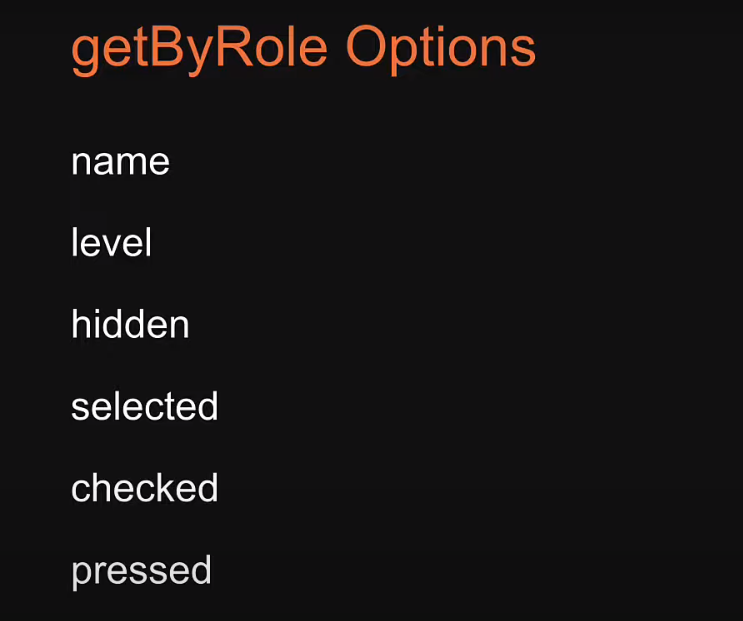 getByRole Options
name
level
hidden
selected
checked
pressed